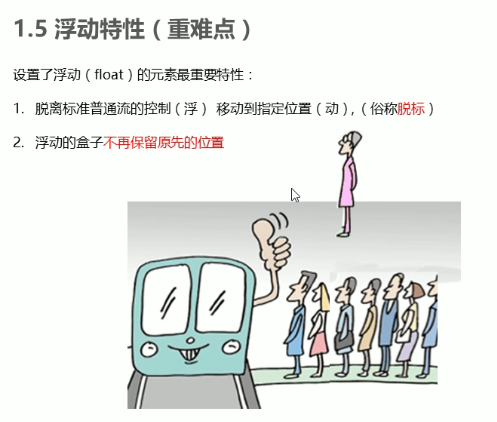 1.5 浮动特性（重难点）
设置了浮动（float）的元素最重要特性：
1. 脱离标准普通流的控制（浮） 移动到指定位置（动），（俗称脱标）
2. 浮动的盒子不再保留原先的位置